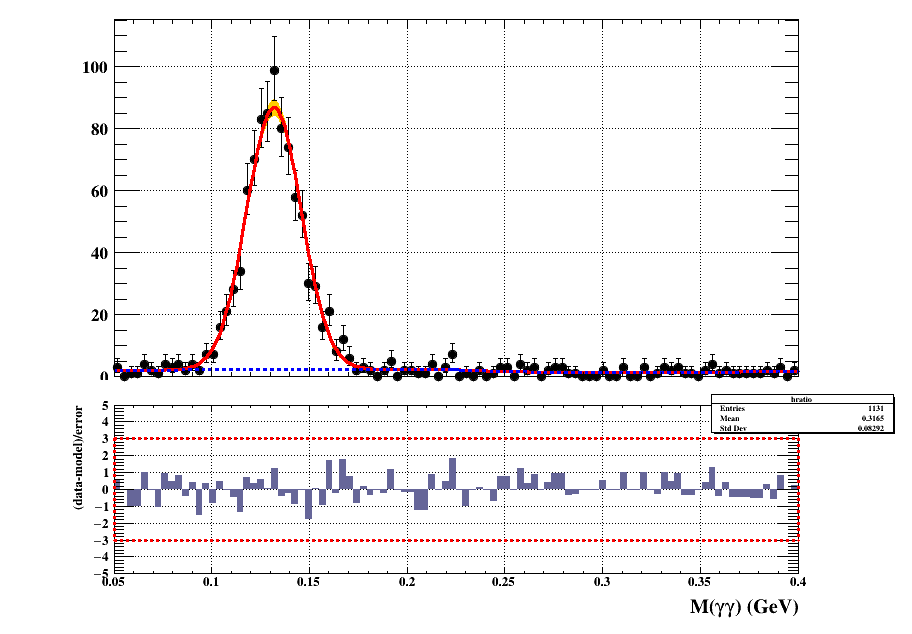 100
80
60
40
20
0
hratio
Entries 1131
Mean 0.3165
Std Dev 0.08292
(data-model)/error
5
4
3
2
1
0
−1
−2
−3
−4
−5
0.05 0.1 0.15 0.2 0.25 0.3 0.35 0.4
M(γγ) (GeV)